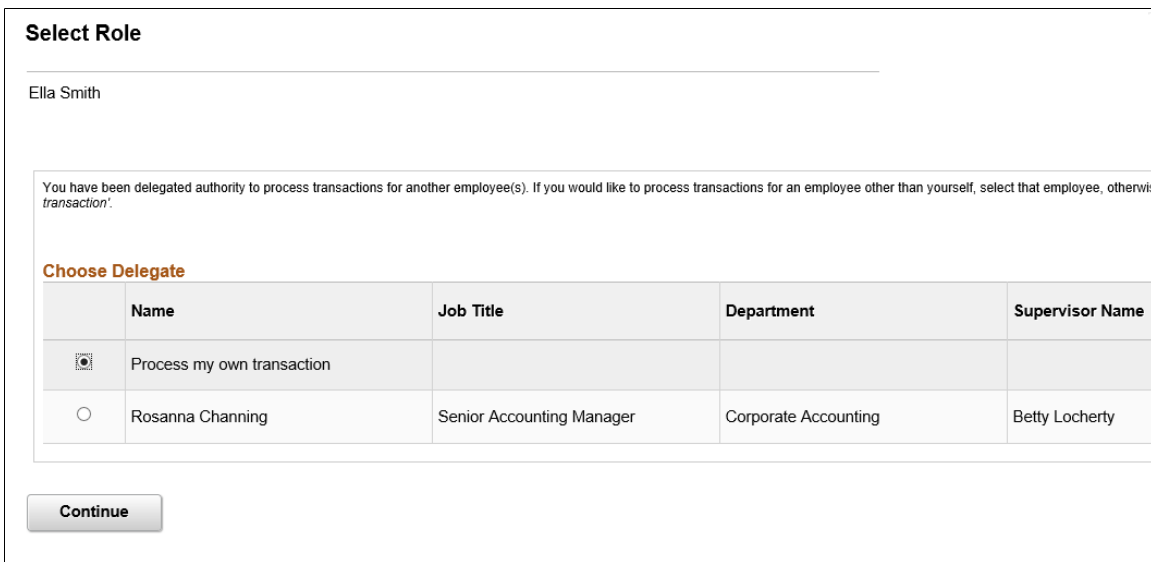 Select Role
Ella Smith
You have been delegated authority to process transactions for another employee(s). If you would like to process transactions for an employee other than yourself, select that employee, otherwis
transaction'.
Choose Delegate
Name Job Title Department Supervisor Name
Process my own transaction
Rosanna Channing Senior Accounting Manager Corporate Accounting Betty Locherty
Continue